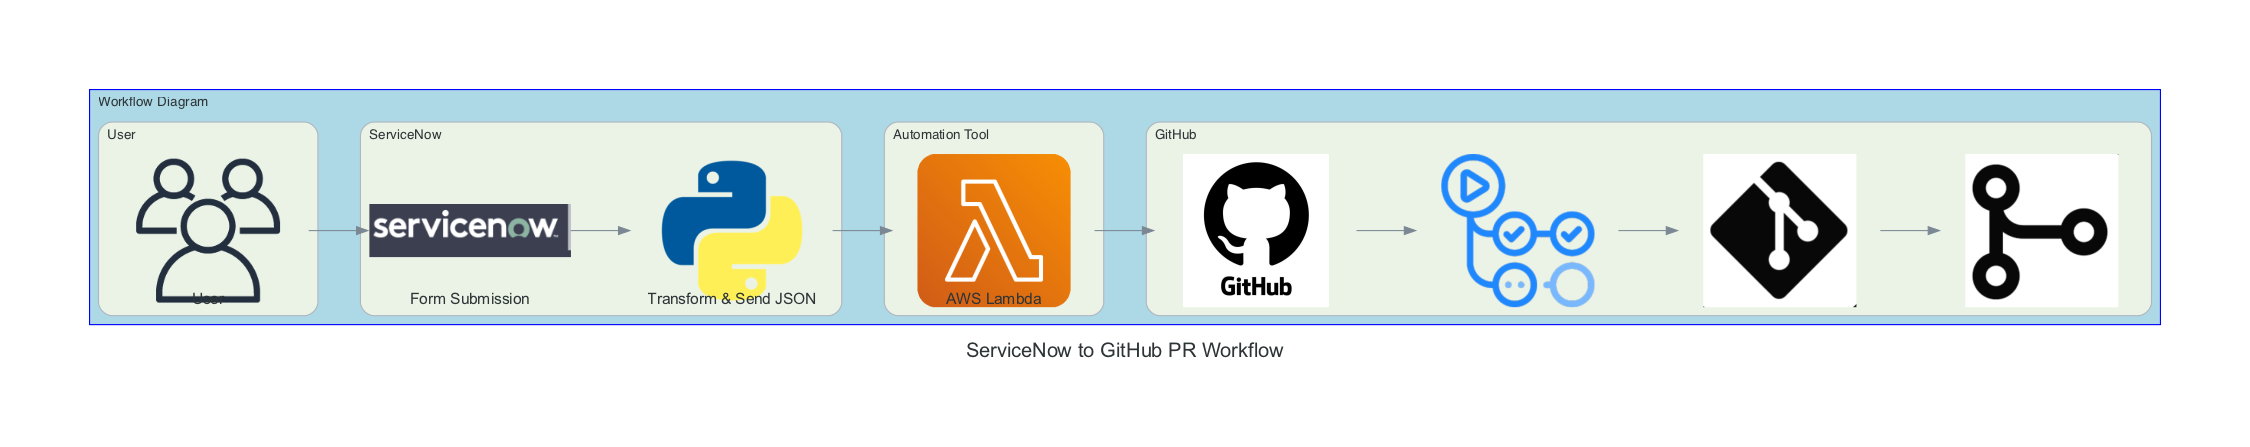 Workflow Diagram
User
ServiceNow
Automation Tool
GitHub
servicenow
GitHub
User
Form Submission
Transform & Send JSON
AWS Lambda
ServiceNow to GitHub PR Workflow